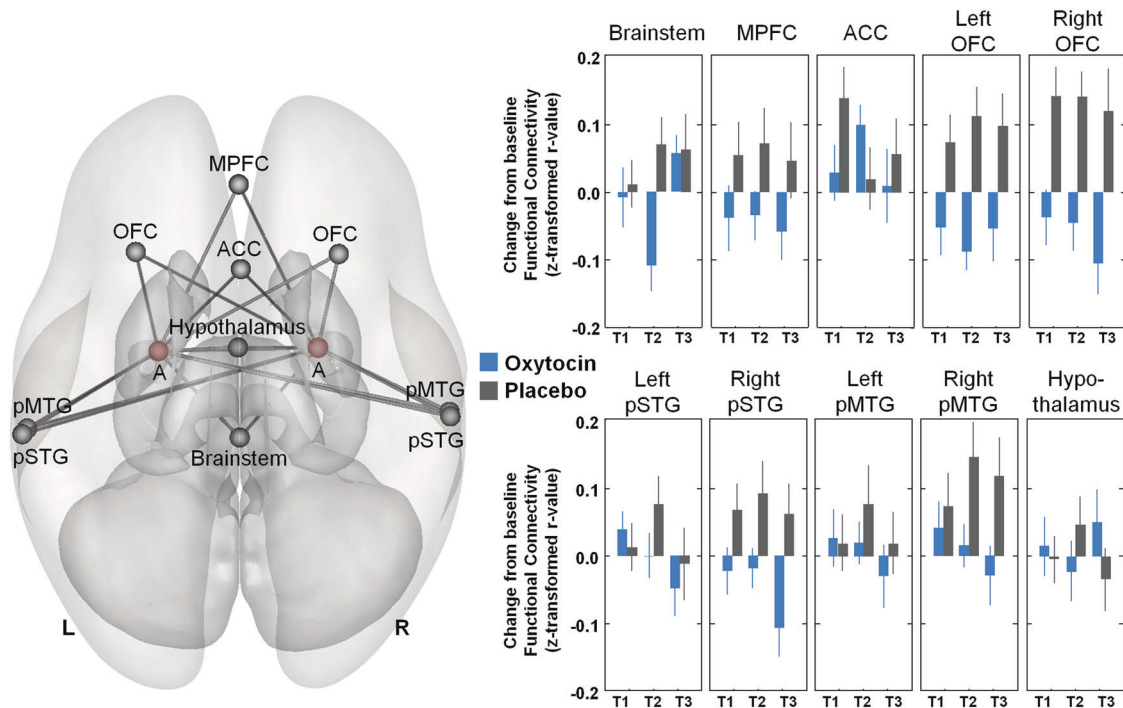 MPFC
OFC
OFC
ACC
Hypothalamus
A
A
pMTG
pMTG
pSTG
pSTG
Brainstem
L
R
Oxytocin
Placebo
Brainstem
MPFC
ACC
Left
OFC
Right
OFC
Change from baseline
Functional Connectivity
(z-transformed r-value)
0.2
0.1
0.0
-0.1
-0.2
T1 T2 T3
T1 T2 T3
T1 T2 T3
T1 T2 T3
T1 T2 T3
Left
pSTG
Right
pSTG
Left
pMTG
Right
pMTG
Hypo-
thalamus
Change from baseline
Functional Connectivity
(z-transformed r-value)
0.2
0.1
0.0
-0.1
-0.2
T1 T2 T3
T1 T2 T3
T1 T2 T3
T1 T2 T3
T1 T2 T3